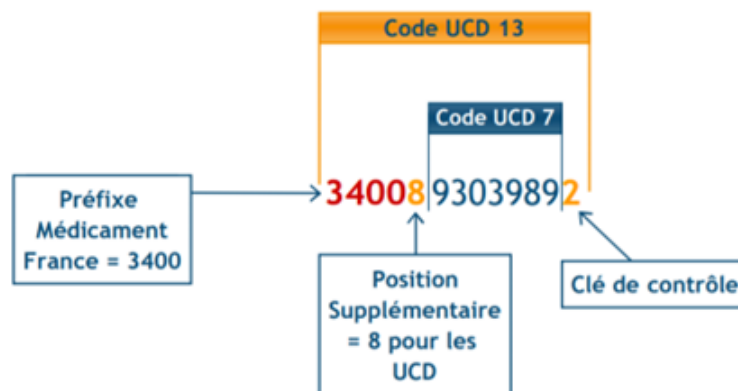 Code UCD 13
Code UCD 7
3400893039892
Préfixe
Médicament
France = 3400
Position
Supplémentaire
= 8 pour les
UCD
Clé de contrôle